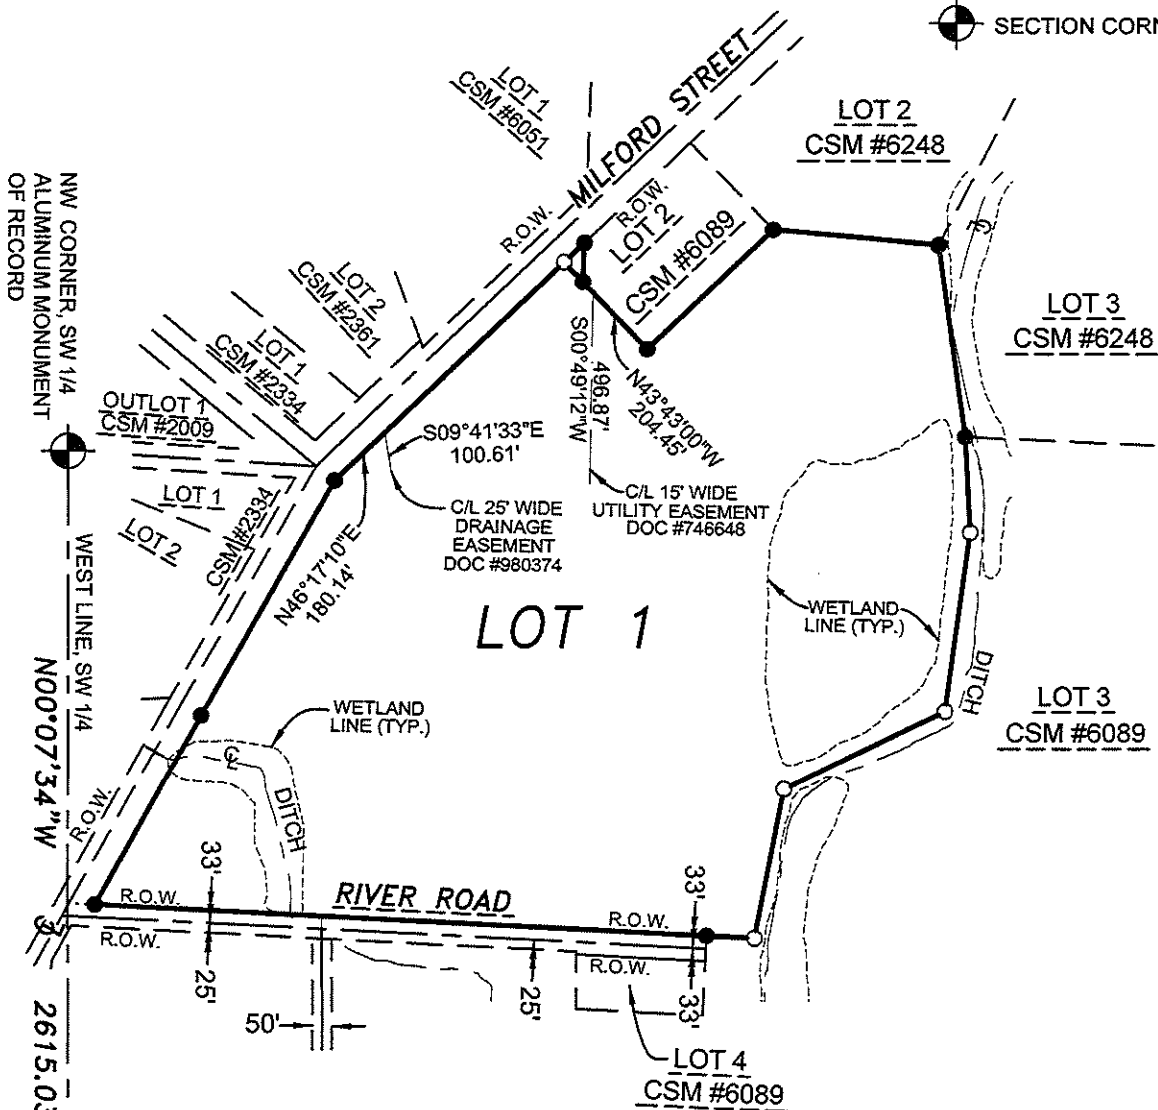 SECTION CORN
MILFORD STREET
LOT 1
CSM #6051
LOT 2
CSM #6248
R.O.W.
R.O.W.
LOT 2
CSM #6089
NW CORNER, SW 1/4
ALUMINUM MONUMENT
OF RECORD
LOT 2
CSM #2361
LOT 1
CSM #2334
LOT 3
CSM #6248
OUTLOT 1
CSM #2009
S09°41'33"E
100.61'
496.87'
S00°49'12"W
N43°43'00"W
204.45'
LOT 1
LOT 2
CSM #2334
C/L 25' WIDE
DRAINAGE
EASEMENT
DOC #980374
C/L 15' WIDE
UTILITY EASEMENT
DOC #746648
N46°17'10"E
180.14'
LOT 1
WETLAND
LINE (TYP.)
DITCH
WEST LINE, SW 1/4
N00°07'34"W
2615.03
LOT 3
CSM #6089
WETLAND
LINE (TYP.)
DITCH
R.O.W.
33'
R.O.W.
RIVER ROAD
R.O.W.
33'
R.O.W.
25'
25'
R.O.W.
33'
50'
LOT 4
CSM #6089